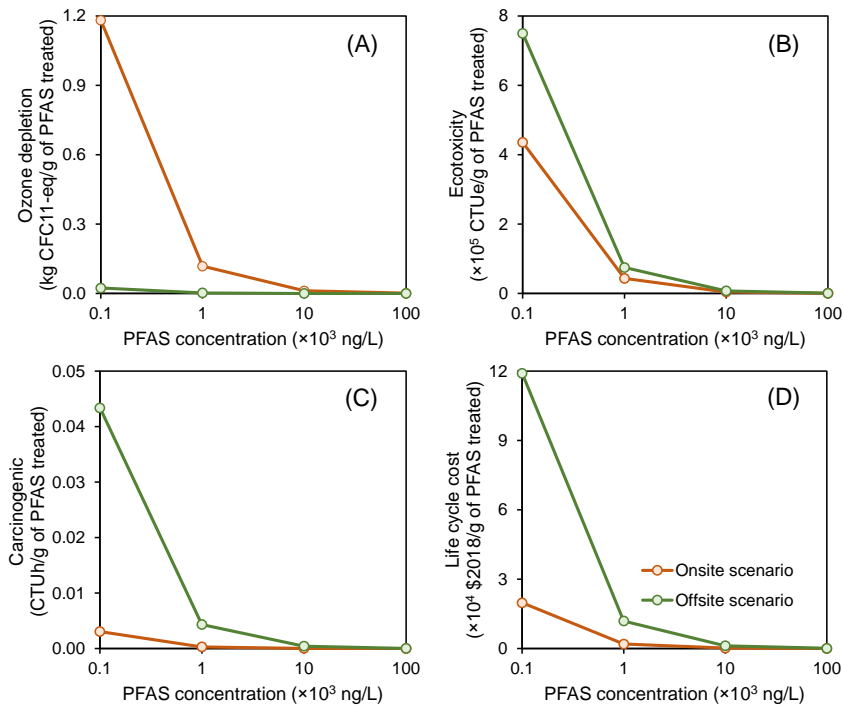 (A)
Ozone depletion
(kg CFC11-eq/g of PFAS treated)
1.2
0.9
0.6
0.3
0.0
0.1
1
10
100
PFAS concentration (×10³ ng/L)
(B)
Ecotoxicity
(×10⁵ CTUe/g of PFAS treated)
8
6
4
2
0
0.1
1
10
100
PFAS concentration (×10³ ng/L)
(C)
Carcinogenic
(CTUh/g of PFAS treated)
0.05
0.04
0.03
0.02
0.01
0.00
0.1
1
10
100
PFAS concentration (×10³ ng/L)
(D)
Life cycle cost
(×10⁴ $2018/g of PFAS treated)
12
9
6
3
0
Onsite scenario
Offsite scenario
0.1
1
10
100
PFAS concentration (×10³ ng/L)